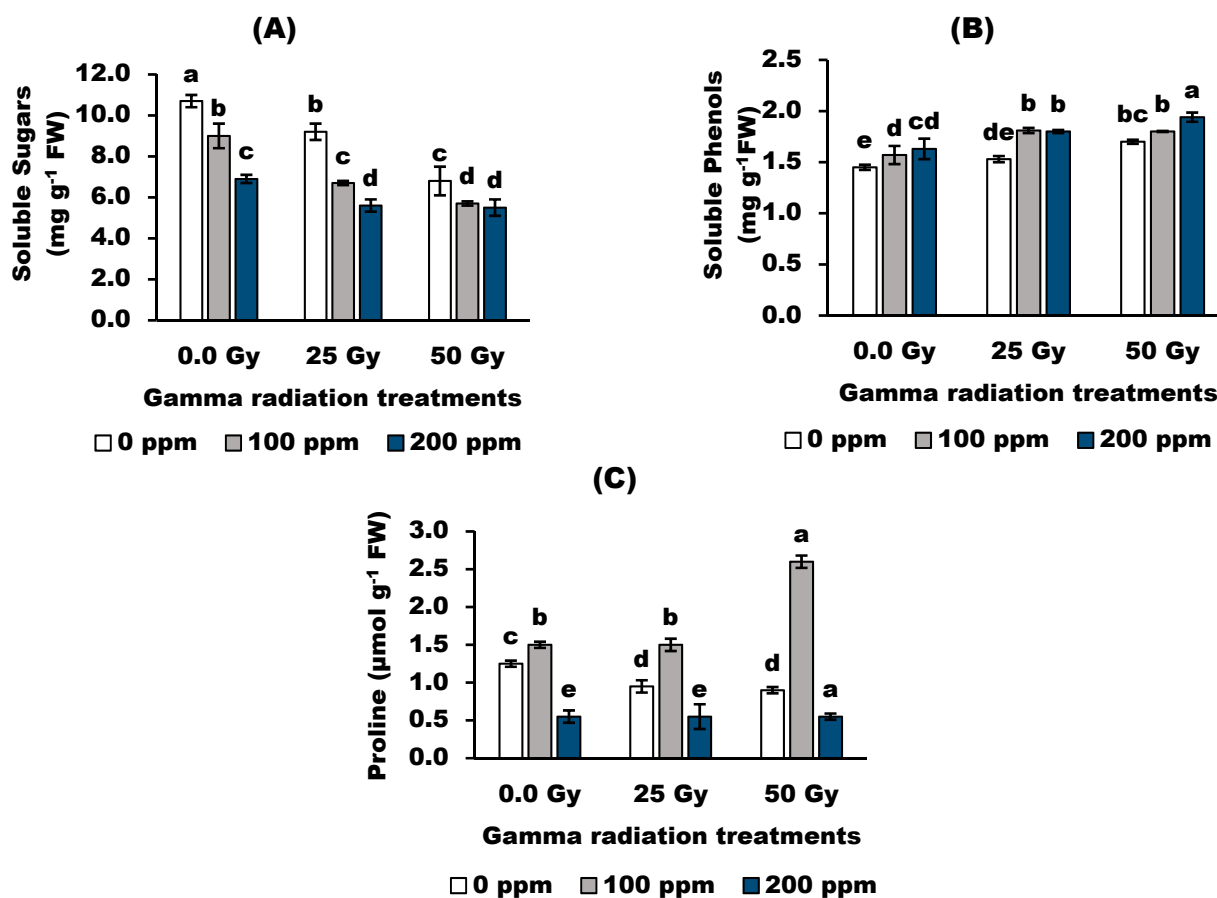 (A)
Soluble Sugars
(mg g-1 FW)
12.0
10.0
8.0
6.0
4.0
2.0
0.0
a
b
c
b
c
d
c
d
d
0.0 Gy 25 Gy 50 Gy
Gamma radiation treatments
0 ppm 100 ppm 200 ppm
(B)
Soluble Phenols
(mg g-1FW)
2.5
2.0
1.5
1.0
0.5
0.0
e
d
cd
de
b
b
bc
b
a
0.0 Gy 25 Gy 50 Gy
Gamma radiation treatments
0 ppm 100 ppm 200 ppm
(C)
Proline (µmol g-1 FW)
3.0
2.5
2.0
1.5
1.0
0.5
0.0
c
b
e
d
b
e
d
a
a
0.0 Gy 25 Gy 50 Gy
Gamma radiation treatments
0 ppm 100 ppm 200 ppm